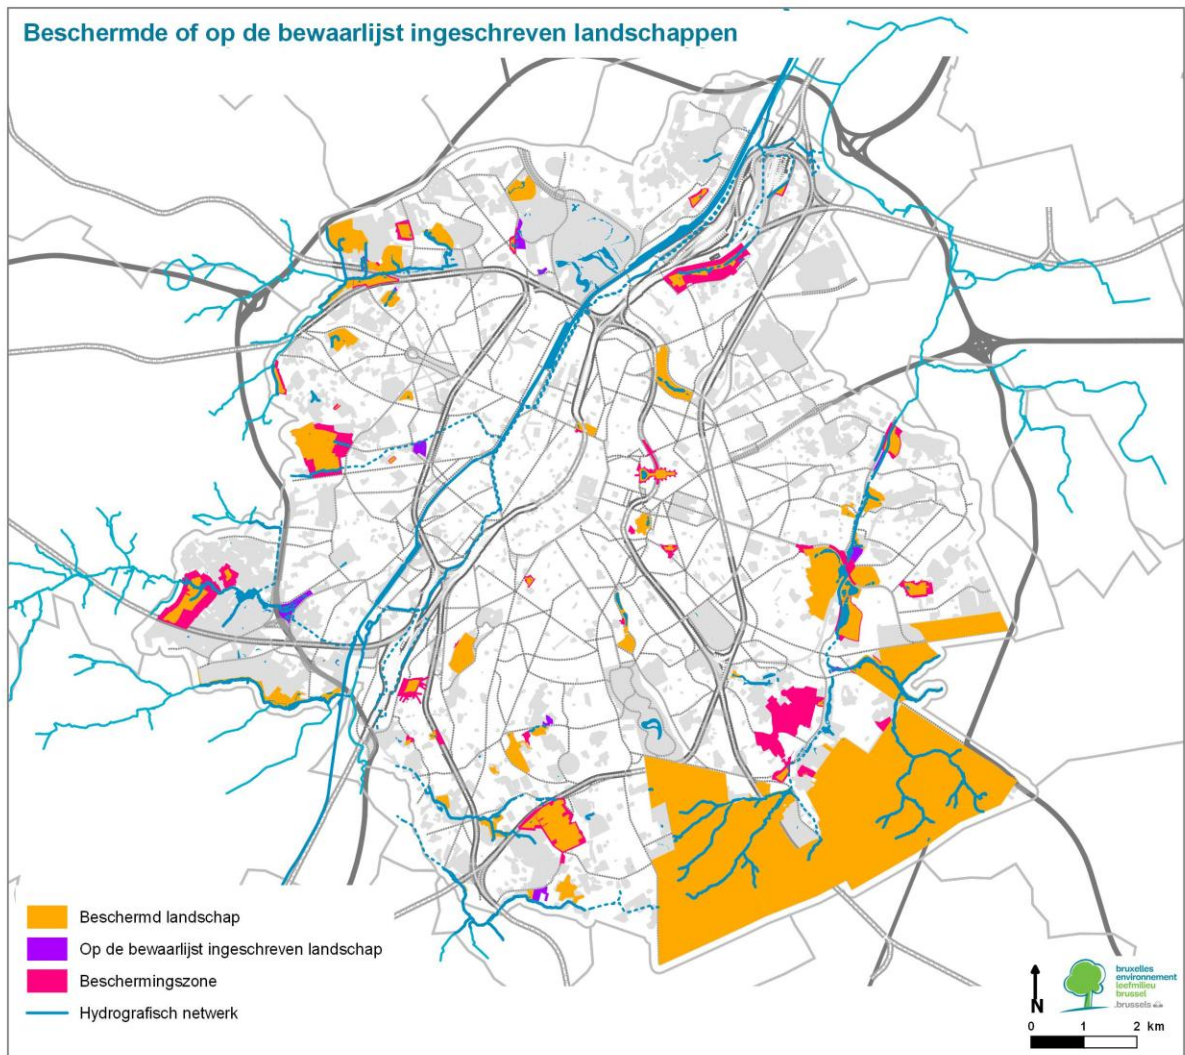 Beschermde of op de bewaarlijst ingeschreven landschappen
Beschermd landschap
Op de bewaarlijst ingeschreven landschap
Beschermingszone
Hydrografisch netwerk
N
bruxelles
environnement
leefmilieu
brussel
.brussels
0 1 2 km